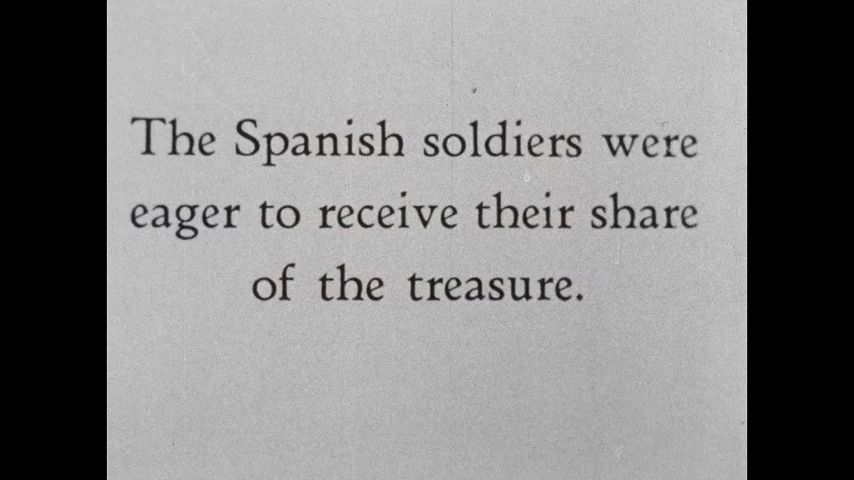 The Spanish soldiers were
eager to receive their share
of the treasure.